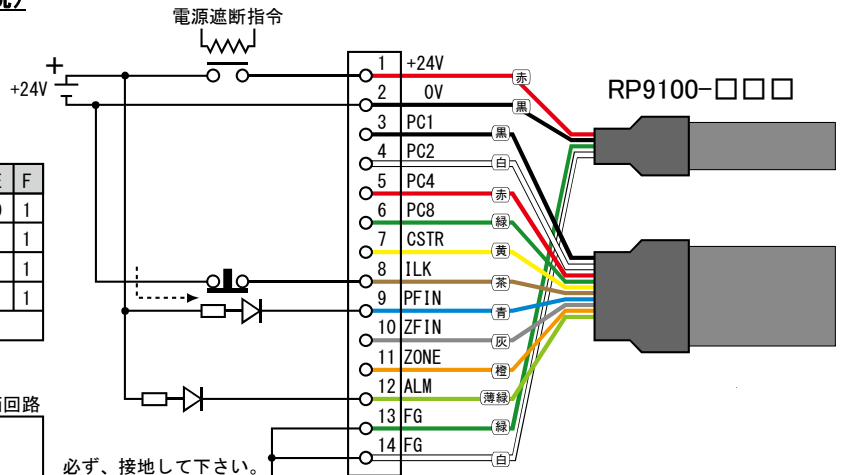 電源遮断指令
+
+24V
1 +24V 赤
2 0V 黒
3 PC1 黒
4 PC2 白
5 PC4 赤
6 PC8 緑
7 CSTR 黄
8 ILK 茶
9 PFIN 青
10 ZFIN 灰
11 ZONE 橙
12 ALM 薄緑
13 FG 緑
14 FG 白
RP9100-□□□
F
1
1
1
1
回路
必ず、接地して下さい。